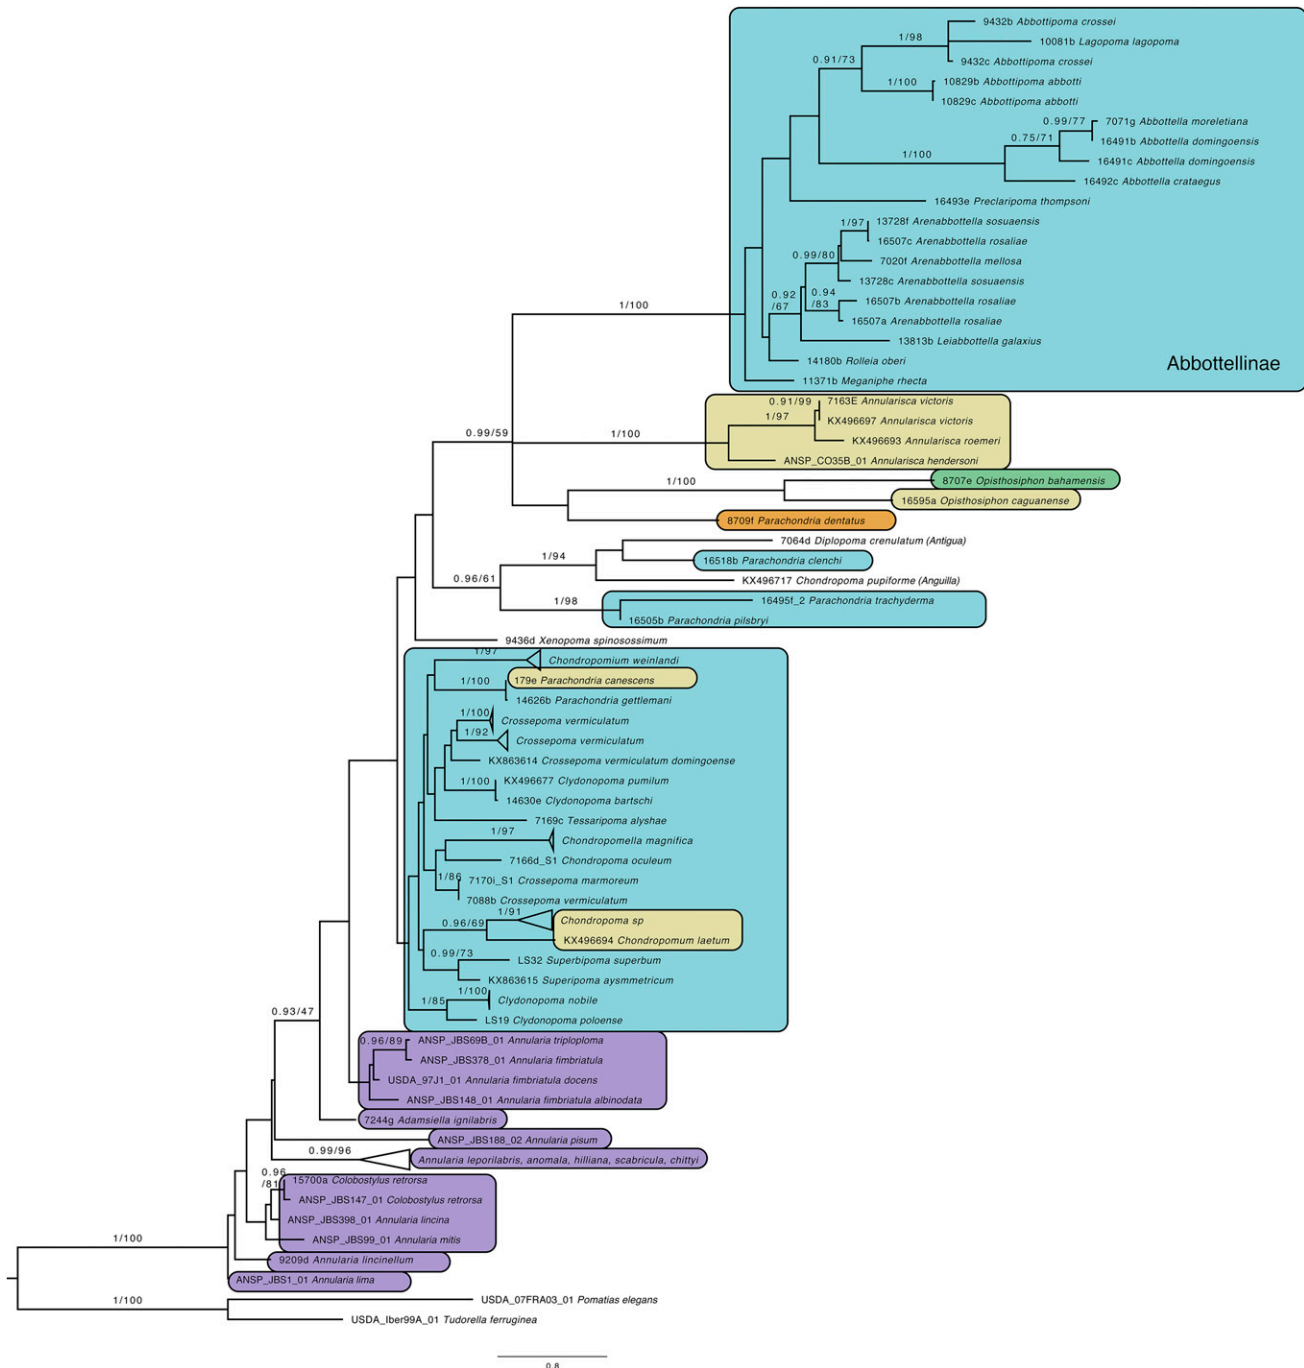 9432b Abbottipoma crossei
1/98
10081b Lagopoma lagopoma
0.91/73
9432c Abbottipoma crossei
1/100
10829b Abbottipoma abbotti
10829c Abbottipoma abbotti
0.99/77
7071g Abbottella moreletiana
0.75/71
16491b Abbottella domingoensis
1/100
16491c Abbottella domingoensis
16492c Abbottella crataegus
16493e Preclaripoma thompsoni
1/97
13728f Arenabbottella sosuaensis
16507c Arenabbottella rosaliae
0.99/80
7020f Arenabbottella mellosa
13728c Arenabbottella sosuaensis
0.92
/67
0.94
/83
16507b Arenabbottella rosaliae
1/100
16507a Arenabbottella rosaliae
13813b Leiabbottella galaxius
14180b Rolleia oberi
Abbottellinae
11371b Meganiphe rhecta
0.91/99
7163E Annularisca victoris
1/97
KX496697 Annularisca victoris
0.99/59
1/100
KX496693 Annularisca roemeri
ANSP_CO35B_01 Annularisca hendersoni
1/100
8707e Opisthosiphon bahamensis
16595a Opisthosiphon caguanense
8709f Parachondria dentatus
7064d Diplopoma crenulatum (Antigua)
1/94
16518b Parachondria clenchi
0.96/61
KX496717 Chondropoma pupiforme (Anguilla)
1/98
16495f_2 Parachondria trachyderma
16505b Parachondria pilsbryi
9436d Xenopoma spinosossimum
1/97
Chondropomium weinlandi
1/100
179e Parachondria canescens
14626b Parachondria gettlemani
1/100
Crossepoma vermiculatum
1/92
Crossepoma vermiculatum
KX863614 Crossepoma vermiculatum domingoense
1/100
KX496677 Clydonopoma pumilum
14630e Clydonopoma bartschi
7169c Tessaripoma alyshae
1/97
Chondropomella magnifica
7166d_S1 Chondropoma oculeum
1/86
7170i_S1 Crossepoma marmoreum
7088b Crossepoma vermiculatum
1/91
Chondropoma sp
0.96/69
KX496694 Chondropomum laetum
0.99/73
LS32 Superbipoma superbum
KX863615 Superipoma aysmmetricum
1/100
Clydonopoma nobile
1/85
LS19 Clydonopoma poloense
0.93/47
0.96/89
ANSP_JBS69B_01 Annularia triploploma
ANSP_JBS378_01 Annularia fimbriatula
USDA_97J1_01 Annularia fimbriatula docens
ANSP_JBS148_01 Annularia fimbriatula albinodata
7244g Adamsiella ignilabris
ANSP_JBS188_02 Annularia pisum
0.99/96
Annularia leporilabris, anomala, hilliana, scabricula, chittyi
0.96
/81
15700a Colobostylus retrorsa
ANSP_JBS147_01 Colobostylus retrorsa
ANSP_JBS398_01 Annularia lincina
ANSP_JBS99_01 Annularia mitis
1/100
9209d Annularia lincinellum
ANSP_JBS1_01 Annularia lima
1/100
USDA_07FRA03_01 Pomatias elegans
USDA_Iber99A_01 Tudorella ferruginea
0.8